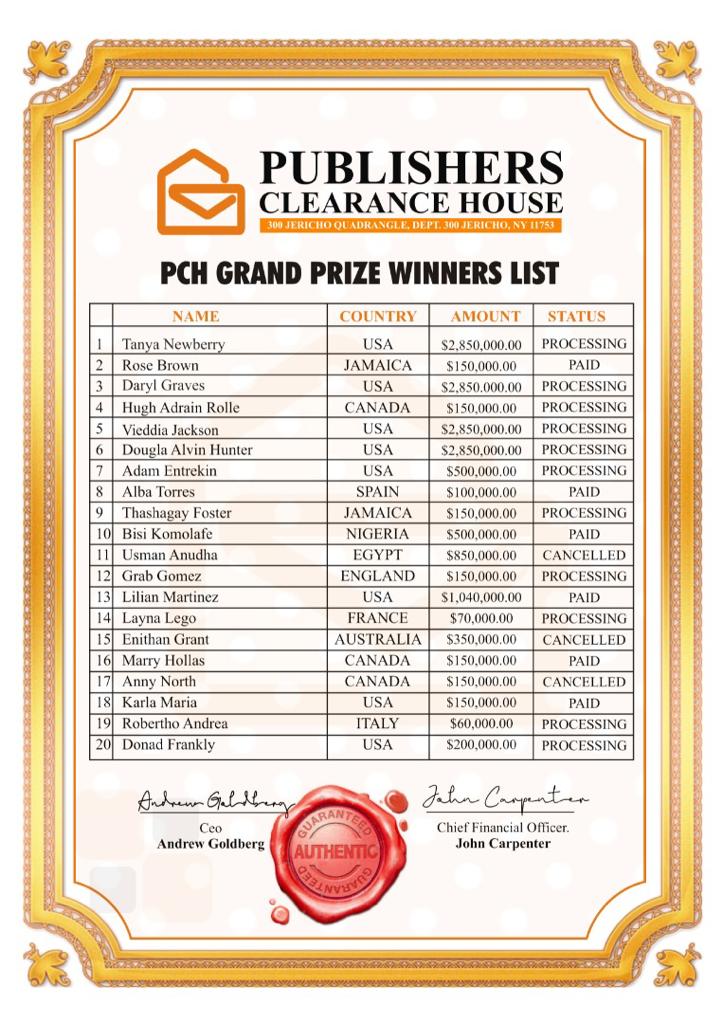 PUBLISHERS
CLEARANCE HOUSE
300 JERICHO QUADRANGLE, DEPT. 300 JERICHO, NY 11753
PCH GRAND PRIZE WINNERS LIST
NAME COUNTRY AMOUNT STATUS
1 Tanya Newberry USA $2,850,000.00 PROCESSING
2 Rose Brown JAMAICA $150,000.00 PAID
3 Daryl Graves USA $2,850.000.00 PROCESSING
4 Hugh Adrain Rolle CANADA $150,000.00 PROCESSING
5 Vieddia Jackson USA $2,850,000.00 PROCESSING
6 Dougla Alvin Hunter USA $2,850,000.00 PROCESSING
7 Adam Entrekin USA $500,000.00 PROCESSING
8 Alba Torres SPAIN $100,000.00 PAID
9 Thashagay Foster JAMAICA $150,000.00 PROCESSING
10 Bisi Komolafe NIGERIA $500,000.00 PAID
11 Usman Anudha EGYPT $850,000.00 CANCELLED
12 Grab Gomez ENGLAND $150,000.00 PROCESSING
13 Lilian Martinez USA $1,040,000.00 PAID
14 Layna Lego FRANCE $70,000.00 PROCESSING
15 Enithan Grant AUSTRALIA $350,000.00 CANCELLED
16 Marry Hollas CANADA $150,000.00 PAID
17 Anny North CANADA $150,000.00 CANCELLED
18 Karla Maria USA $150,000.00 PAID
19 Robertho Andrea ITALY $60,000.00 PROCESSING
20 Donad Frankly USA $200,000.00 PROCESSING
Andrew Goldberg
Ceo
Andrew Goldberg
GUARANTEED
AUTHENTIC
GUARANTEED
John Carpenter
Chief Financial Officer.
John Carpenter